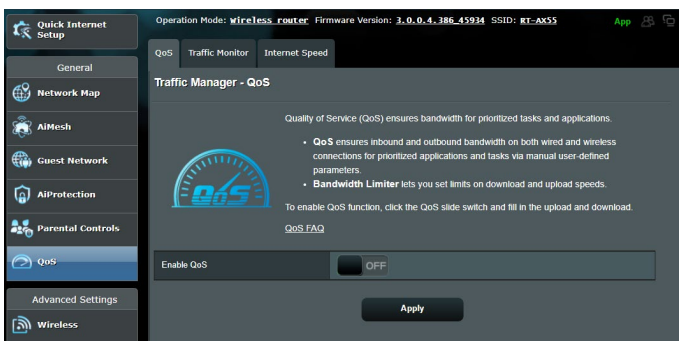 Quick Internet
Setup
Operation Mode: Wireless router Firmware Version: 3.0.0.4.386_45934 SSID: RT-AX55
App
QoS
Traffic Monitor
Internet Speed
General
Network Map
AiMesh
Guest Network
AiProtection
Parental Controls
QoS
Advanced Settings
Wireless
Traffic Manager - QoS
QoS
Quality of Service (QoS) ensures bandwidth for prioritized tasks and applications.
• QoS ensures inbound and outbound bandwidth on both wired and wireless
connections for prioritized applications and tasks via manual user-defined
parameters.
• Bandwidth Limiter lets you set limits on download and upload speeds.
To enable QoS function, click the QoS slide switch and fill in the upload and download.
QoS FAQ
Enable QoS
OFF
Apply